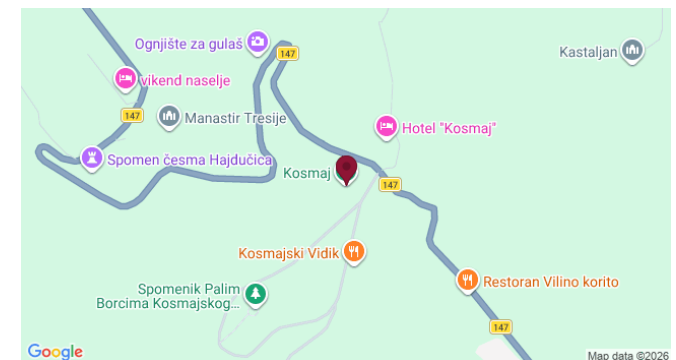 Ognjište za gulaš
147
Kastaljan
vikend naselje
147
Manastir Tresije
Hotel "Kosmaj"
Spomen česma Hajdučica
Kosmaj
147
Kosmajski Vidik
Restoran Vilino korito
Spomenik Palim
Borcima Kosmajskog...
147
Google
Map data ©2026